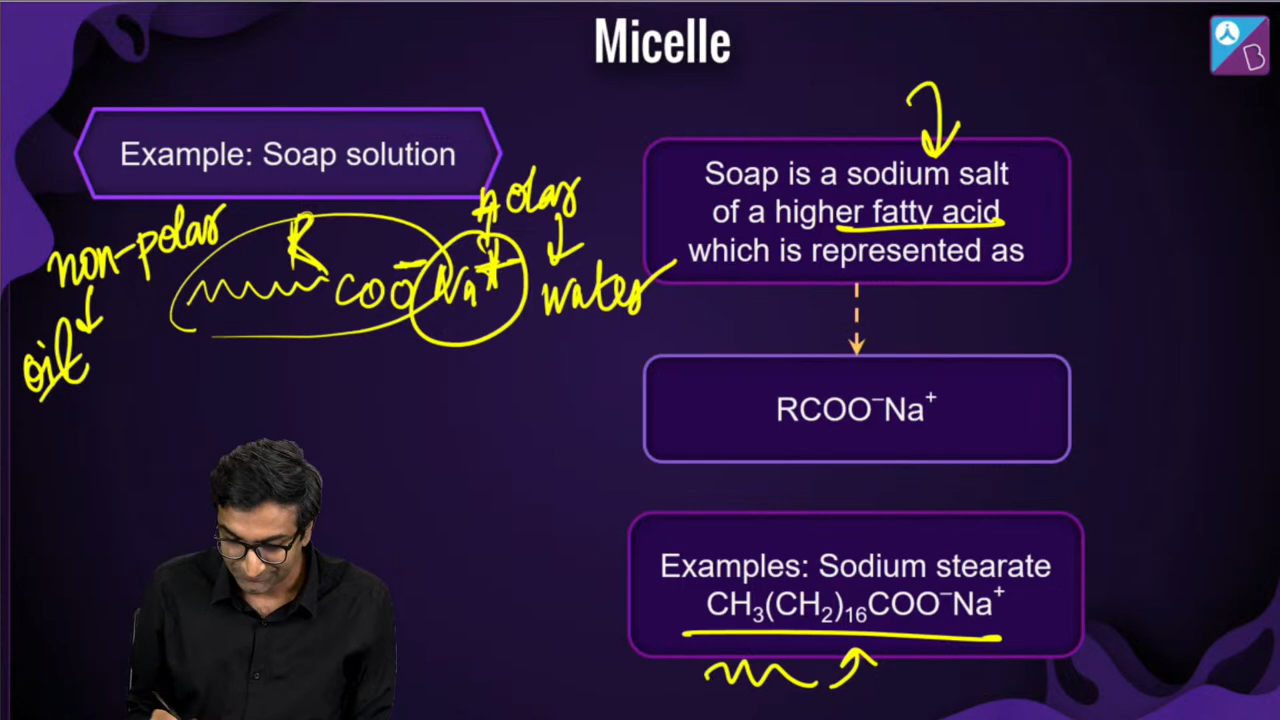 Micelle
Example: Soap solution
Soap is a sodium salt
of a higher fatty acid
which is represented as
polar
non-polar
R
COO⁻Na⁺
water
oil
RCOO⁻Na⁺
Examples: Sodium stearate
CH₃(CH₂)₁₆COO⁻Na⁺
B